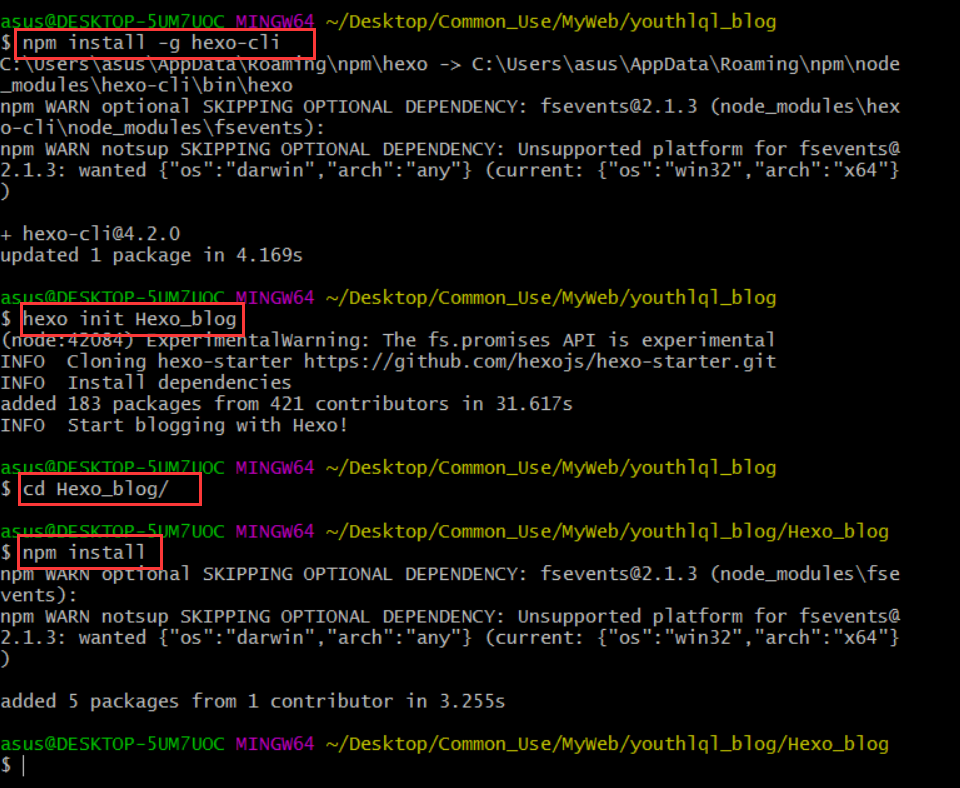 asus@DESKTOP-5UM7UOC MINGW64 ~/Desktop/Common_Use/MyWeb/youthlql_blog
$ npm install -g hexo-cli
C:\Users\asus\AppData\Roaming\npm\hexo -> C:\Users\asus\AppData\Roaming\npm\node
_modules\hexo-cli\bin\hexo
npm WARN optional SKIPPING OPTIONAL DEPENDENCY: fsevents@2.1.3 (node_modules\hex
o-cli\node_modules\fsevents):
npm WARN notsup SKIPPING OPTIONAL DEPENDENCY: Unsupported platform for fsevents@
2.1.3: wanted {"os":"darwin","arch":"any"} (current: {"os":"win32","arch":"x64"}
)
+ hexo-cli@4.2.0
updated 1 package in 4.169s
asus@DESKTOP-5UM7UOC MINGW64 ~/Desktop/Common_Use/MyWeb/youthlql_blog
$ hexo init Hexo_blog
(node:42084) ExperimentalWarning: The fs.promises API is experimental
INFO  Cloning hexo-starter https://github.com/hexojs/hexo-starter.git
INFO  Install dependencies
added 183 packages from 421 contributors in 31.617s
INFO  Start blogging with Hexo!
asus@DESKTOP-5UM7UOC MINGW64 ~/Desktop/Common_Use/MyWeb/youthlql_blog
$ cd Hexo_blog/
asus@DESKTOP-5UM7UOC MINGW64 ~/Desktop/Common_Use/MyWeb/youthlql_blog/Hexo_blog
$ npm install
npm WARN optional SKIPPING OPTIONAL DEPENDENCY: fsevents@2.1.3 (node_modules\fse
vents):
npm WARN notsup SKIPPING OPTIONAL DEPENDENCY: Unsupported platform for fsevents@
2.1.3: wanted {"os":"darwin","arch":"any"} (current: {"os":"win32","arch":"x64"}
)
added 5 packages from 1 contributor in 3.255s
asus@DESKTOP-5UM7UOC MINGW64 ~/Desktop/Common_Use/MyWeb/youthlql_blog/Hexo_blog
$